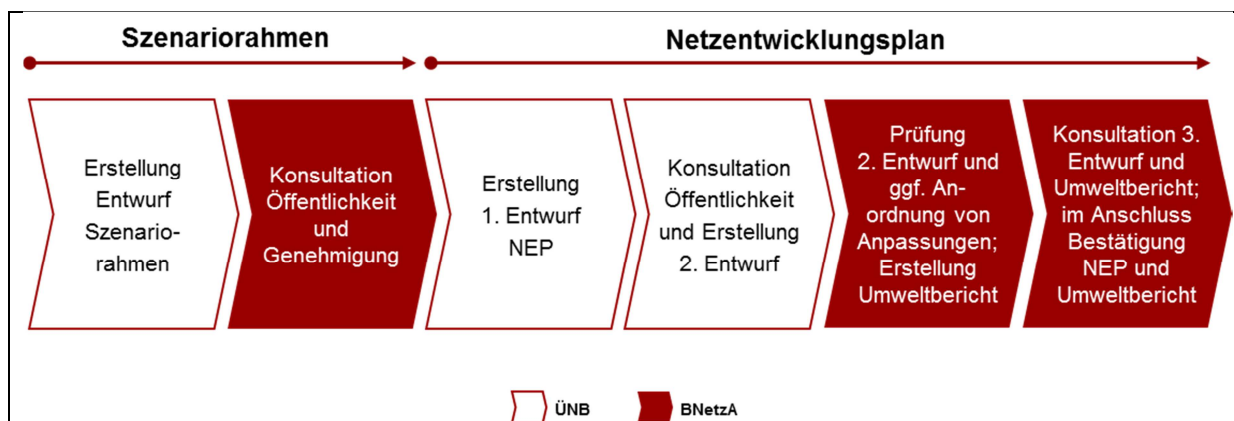 Szenariorahmen
Netzentwicklungsplan
Erstellung
Entwurf
Szenario-
rahmen
Konsultation
Öffentlichkeit
und
Genehmigung
Erstellung
1. Entwurf
NEP
Konsultation
Öffentlichkeit
und Erstellung
2. Entwurf
Prüfung
2. Entwurf und
ggf. An-
ordnung von
Anpassungen;
Erstellung
Umweltbericht
Konsultation 3.
Entwurf und
Umweltbericht;
im Anschluss
Bestätigung
NEP und
Umweltbericht
ÜNB
BNetzA